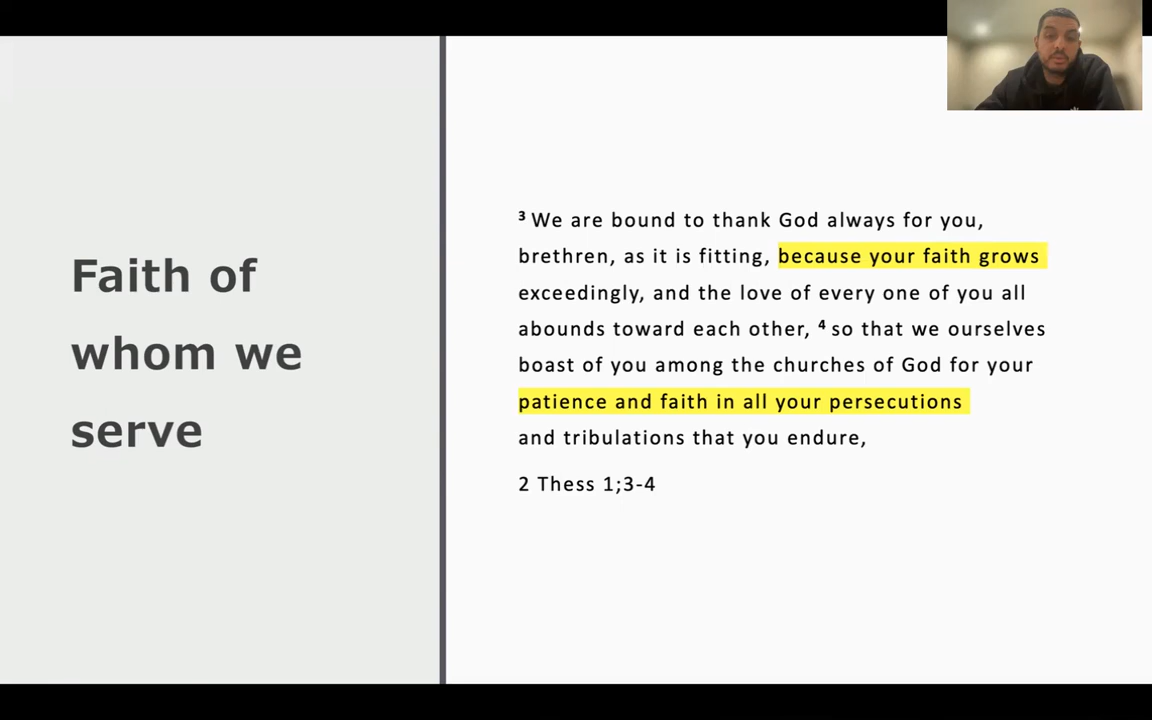 Faith of
whom we
serve
³ We are bound to thank God always for you,
brethren, as it is fitting, because your faith grows
exceedingly, and the love of every one of you all
abounds toward each other, ⁴ so that we ourselves
boast of you among the churches of God for your
patience and faith in all your persecutions
and tribulations that you endure,
2 Thess 1;3-4